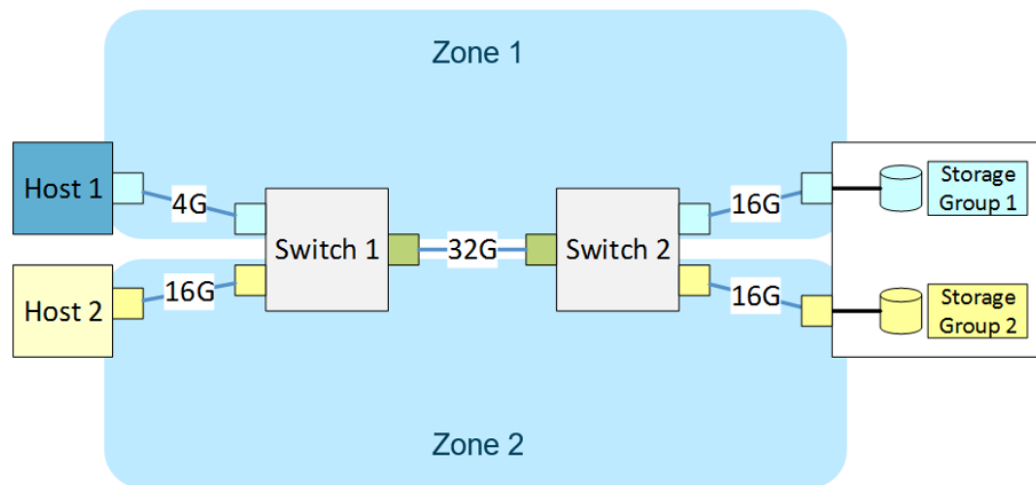 Zone 1
Host 1
4G
Switch 1
32G
Switch 2
16G
Storage
Group 1
Host 2
16G
16G
Storage
Group 2
Zone 2